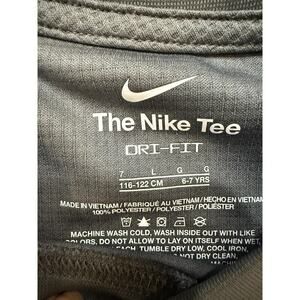 The Nike Tee
DRI-FIT
7 L G G
116-122 CM 6-7 YRS
MADE IN VIETNAM / FABRIQUÉ AU VIETNAM / HECHO EN VIETNAM
100% POLYESTER / POLYESTER / POLIÉSTER
MACHINE WASH COLD, WASH INSIDE OUT WITH LIKE
COLORS, DO NOT ALLOW TO LAY ON ITSELF WHEN WET,
BLEACH, TUMBLE DRY LOW, COOL IRON
NOT DRY CLEAN.